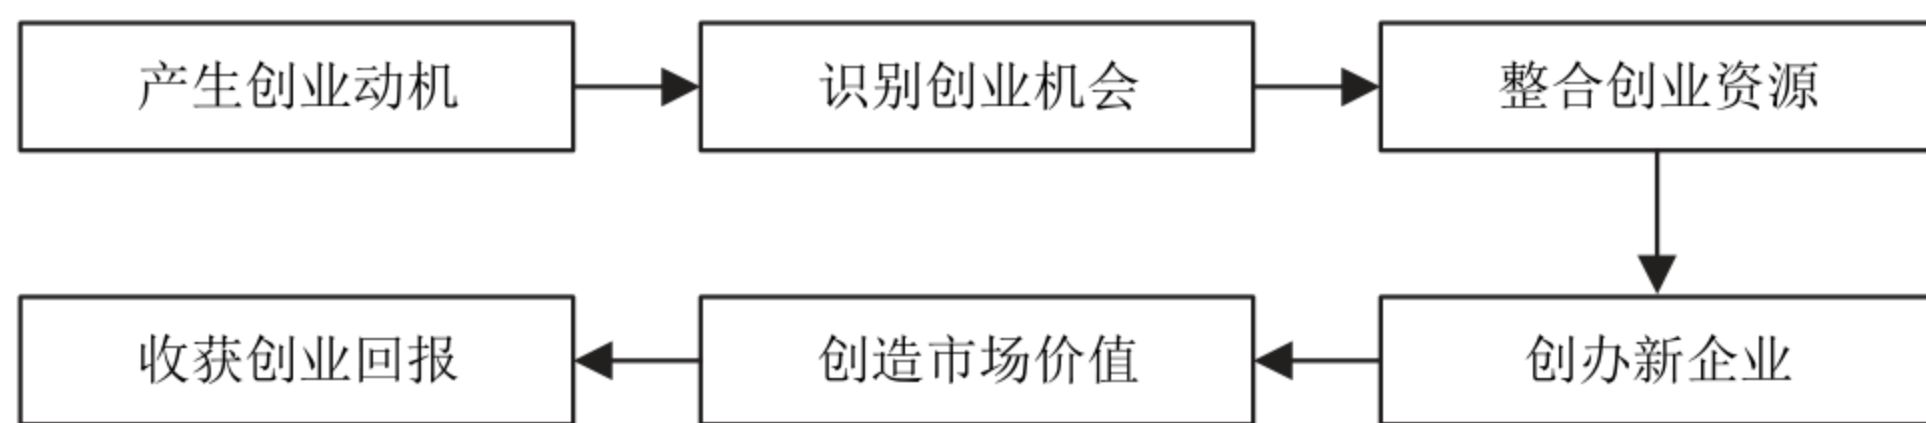 产生创业动机
识别创业机会
整合创业资源
收获创业回报
创造市场价值
创办新企业